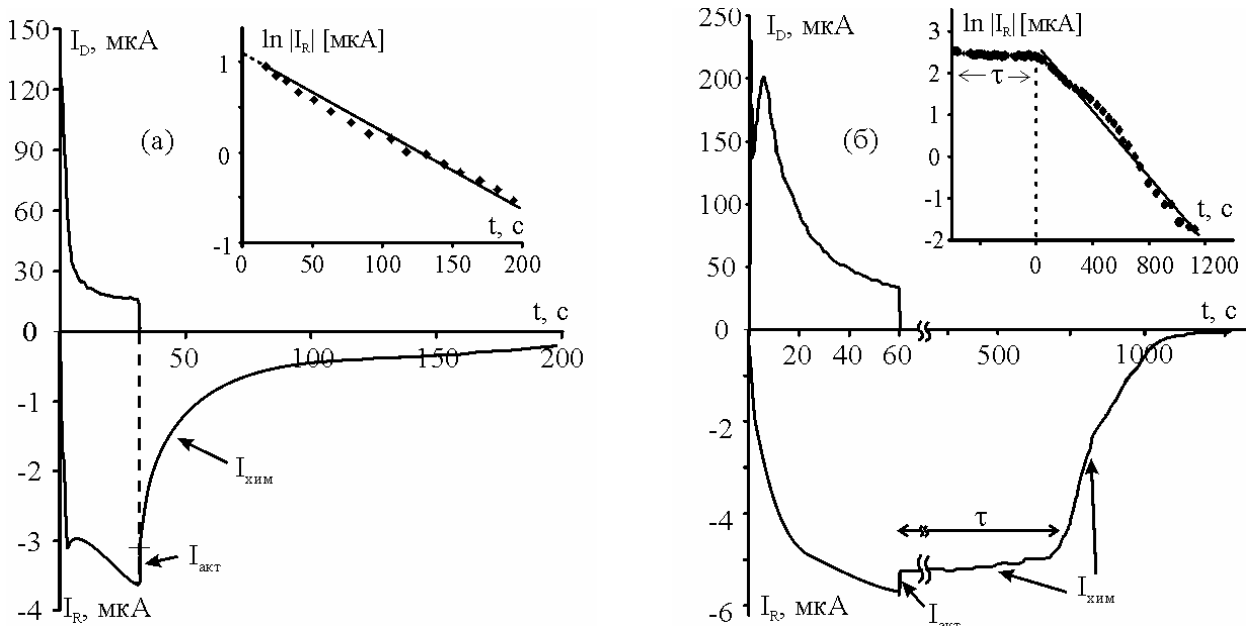 I_D, мкА
150
120
90
60
30
0
-1
-2
-3
-4
I_R, мкА
(а)
ln |I_R| [мкА]
1
0
-1
0 50 100 150 200
t, с
t, с
50 100 150 200
I_хим
I_акт
I_D, мкА
250
200
150
100
50
0
-2
-4
-6
I_R, мкА
(б)
ln |I_R| [мкА]
3
2
1
0
-1
-2
τ
0 400 800 1200
t, с
t, с
20 40 60 500 1000
τ
I_хим
I_акт